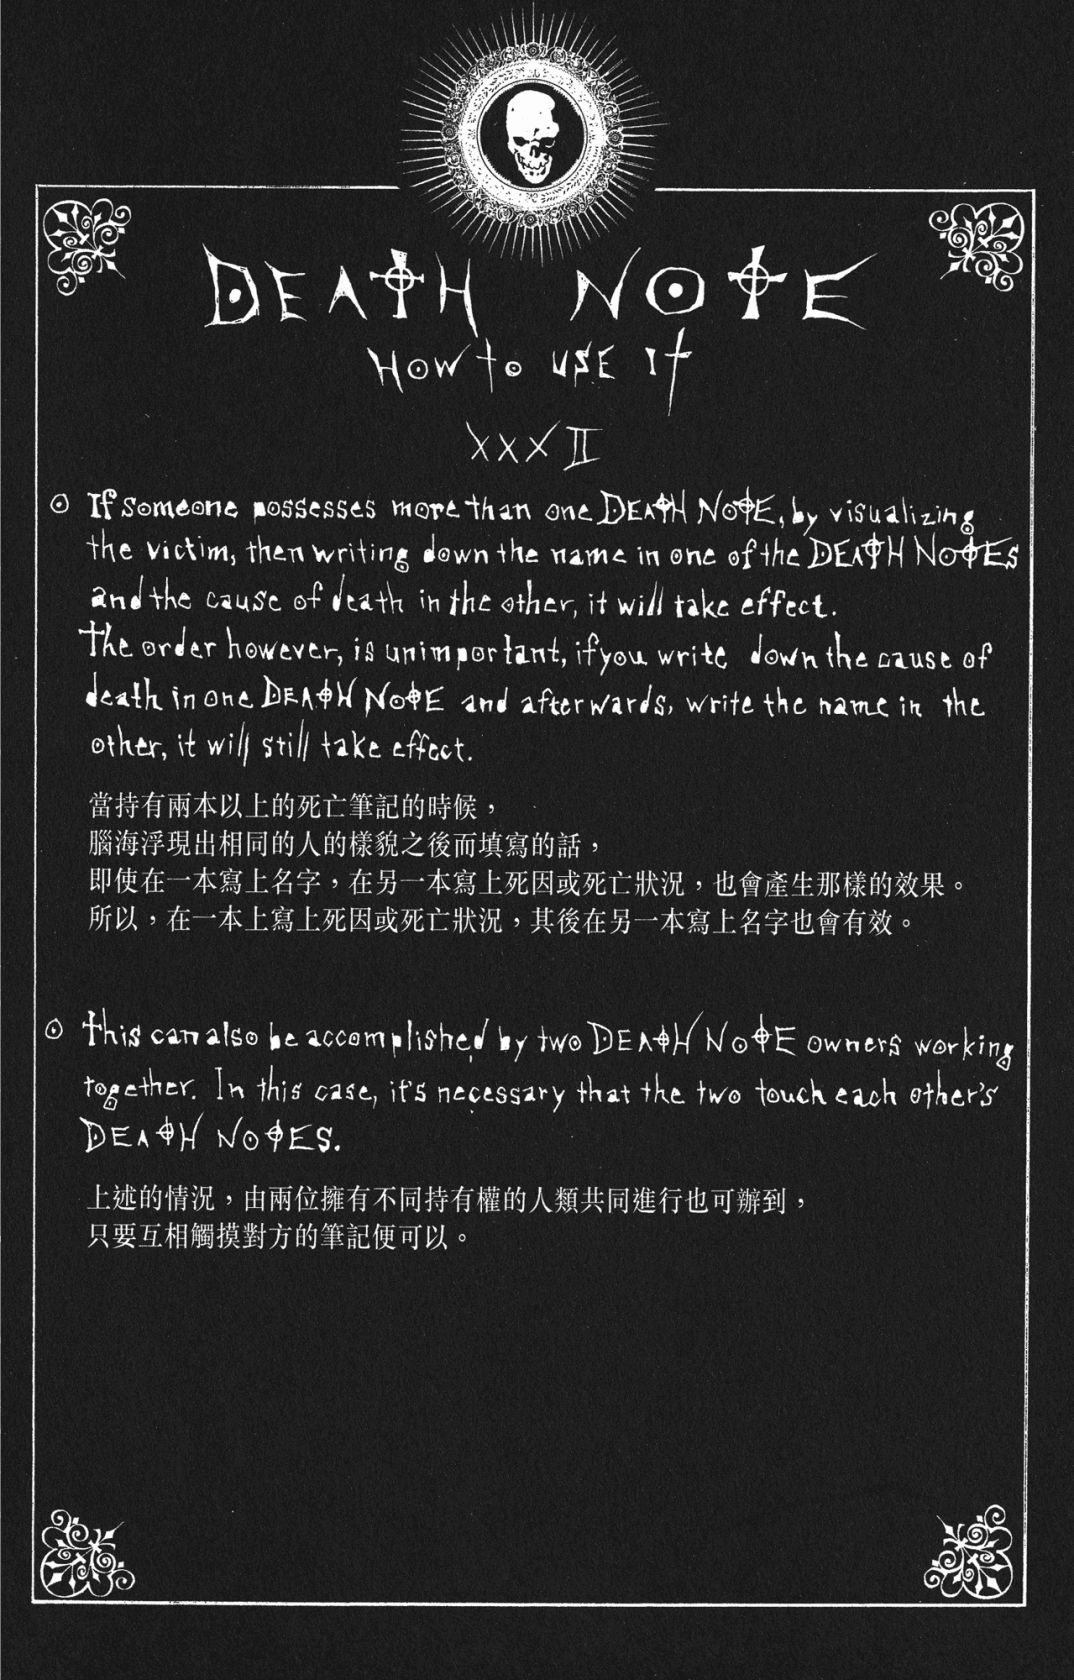 DEATH NOTE
How to use it
XXXII
If someone possesses more than one DEATH NOTE, by visualizing
the victim, then writing down the name in one of the DEATH NOTES
and the cause of death in the other, it will take effect.
The order however, is unimportant, if you write down the cause of
death in one DEATH NOTE and afterwards, write the name in the
other, it will still take effect.
當持有兩本以上的死亡筆記的時候，
腦海浮現出相同的人的樣貌之後而填寫的話，
即使在一本寫上名字，在另一本寫上死因或死亡狀況，也會產生那樣的效果。
所以，在一本上寫上死因或死亡狀況，其後在另一本寫上名字也會有效。
This can also be accomplished by two DEATH NOTE owners working
together. In this case, it's necessary that the two touch each other's
DEATH NOTES.
上述的情況，由兩位擁有不同持有權的人類共同進行也可辦到，
只要互相觸摸對方的筆記便可以。